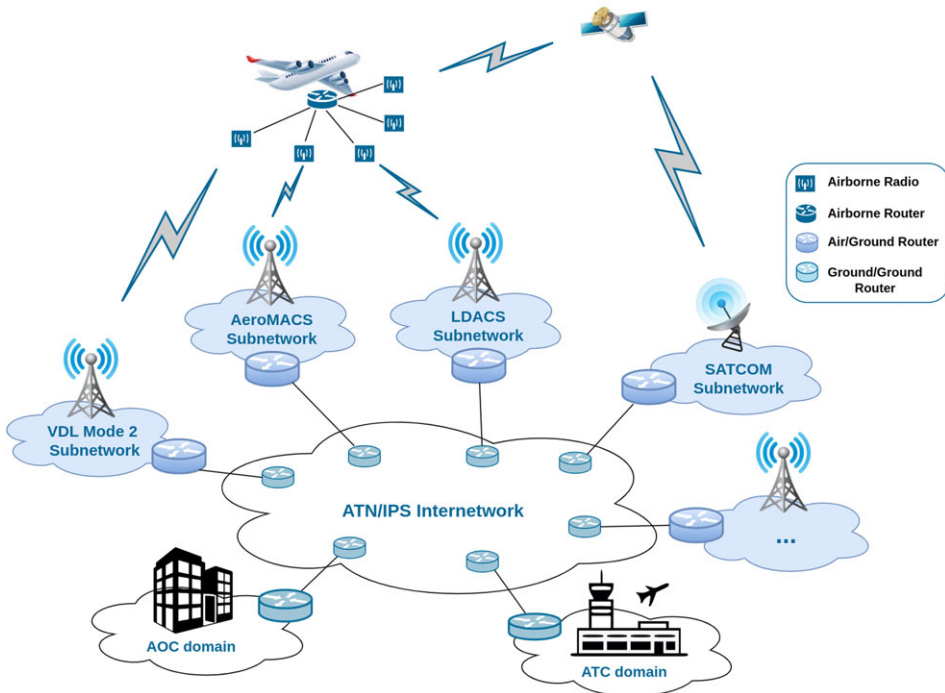 Airborne Radio
Airborne Router
Air/Ground Router
Ground/Ground
Router
AeroMACS
Subnetwork
LDACS
Subnetwork
SATCOM
Subnetwork
VDL Mode 2
Subnetwork
ATN/IPS Internetwork
...
AOC domain
ATC domain